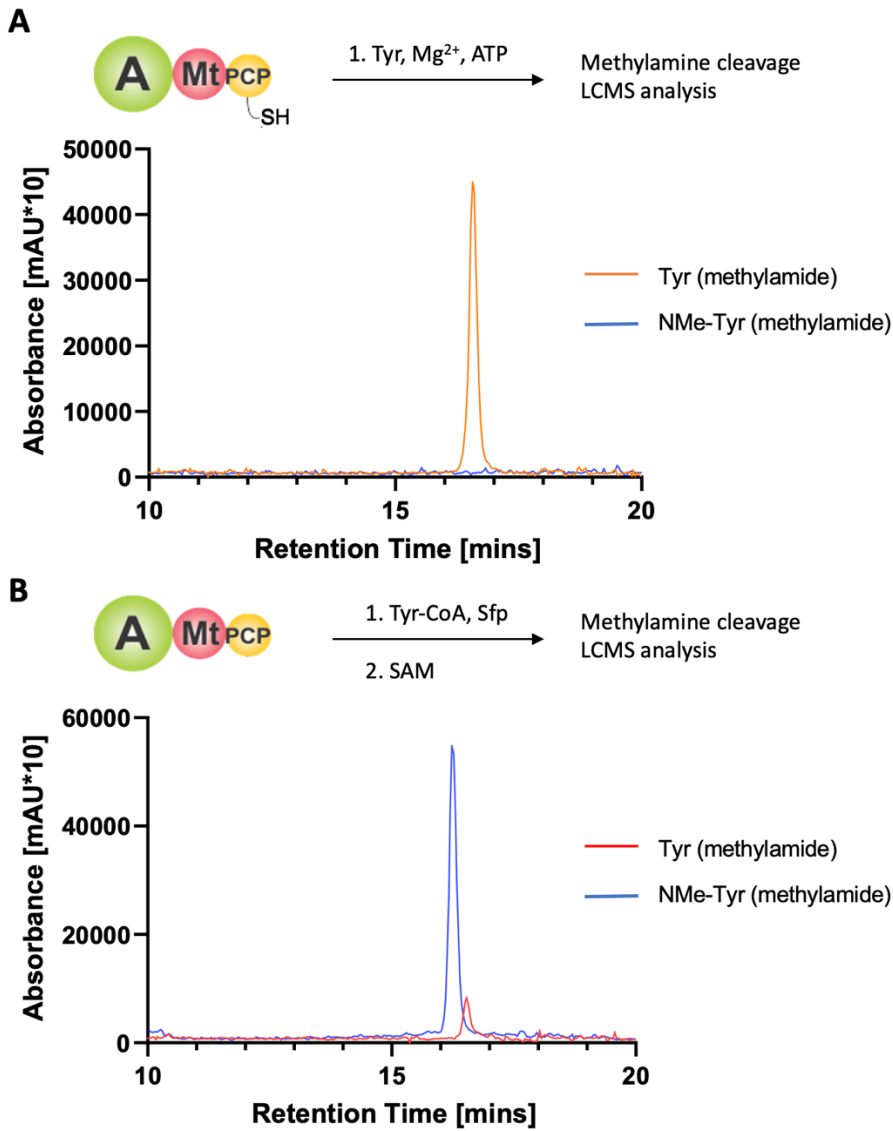 A
A Mt PCP
SH
1. Tyr, Mg²⁺, ATP
Methylamine cleavage
LCMS analysis
50000
40000
30000
20000
10000
0
Absorbance [mAU*10]
10 15 20
Retention Time [mins]
Tyr (methylamide)
NMe-Tyr (methylamide)
B
A Mt PCP
1. Tyr-CoA, Sfp
2. SAM
Methylamine cleavage
LCMS analysis
60000
40000
20000
0
Absorbance [mAU*10]
10 15 20
Retention Time [mins]
Tyr (methylamide)
NMe-Tyr (methylamide)